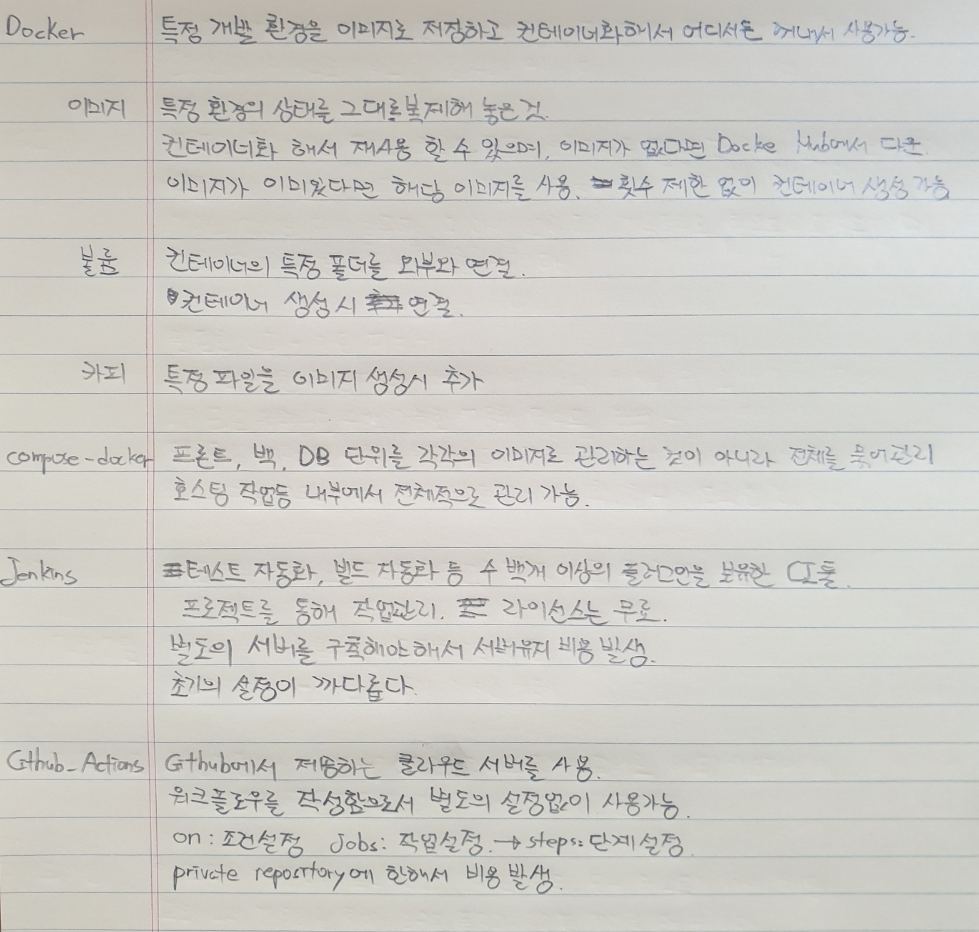 Docker 특정 개발 환경을 이미지로 저장하고 컨테이너화해서 어디서든 꺼내서 사용가능.
이미지 특정 환경의 상태를 그대로 복제해 놓은 것.
컨테이너화 해서 재사용 할 수 있으며, 이미지가 없다면 Docke Hub에서 다운
이미지가 이미있다면 해당 이미지를 사용. 횟수 제한 없이 컨테이너 생성 가능
볼륨 컨테이너의 특정 폴더를 외부와 연결.
컨테이너 생성시 연결.
카피 특정 파일을 이미지 생성시 추가
compose-docker 프론트, 백, DB 단위를 각각의 이미지로 관리하는 것이 아니라 전체를 묶어관리
호스팅 작업등 내부에서 전체적으로 관리 가능.
Jenkins 테스트 자동화, 빌드 자동화 등 수 백개 이상의 플러그인을 보유한 CI툴.
프로젝트를 통해 작업관리. 라이선스는 무료.
별도의 서버를 구축해야해서 서버유지 비용 발생.
초기의 설정이 까다롭다.
Github_Actions Github에서 제공하는 클라우드 서버를 사용.
워크플로우를 작성함으로서 별도의 설정없이 사용가능.
on: 조건설정 Jobs: 작업설정. → steps: 단계 설정
private repository에 한해서 비용 발생.